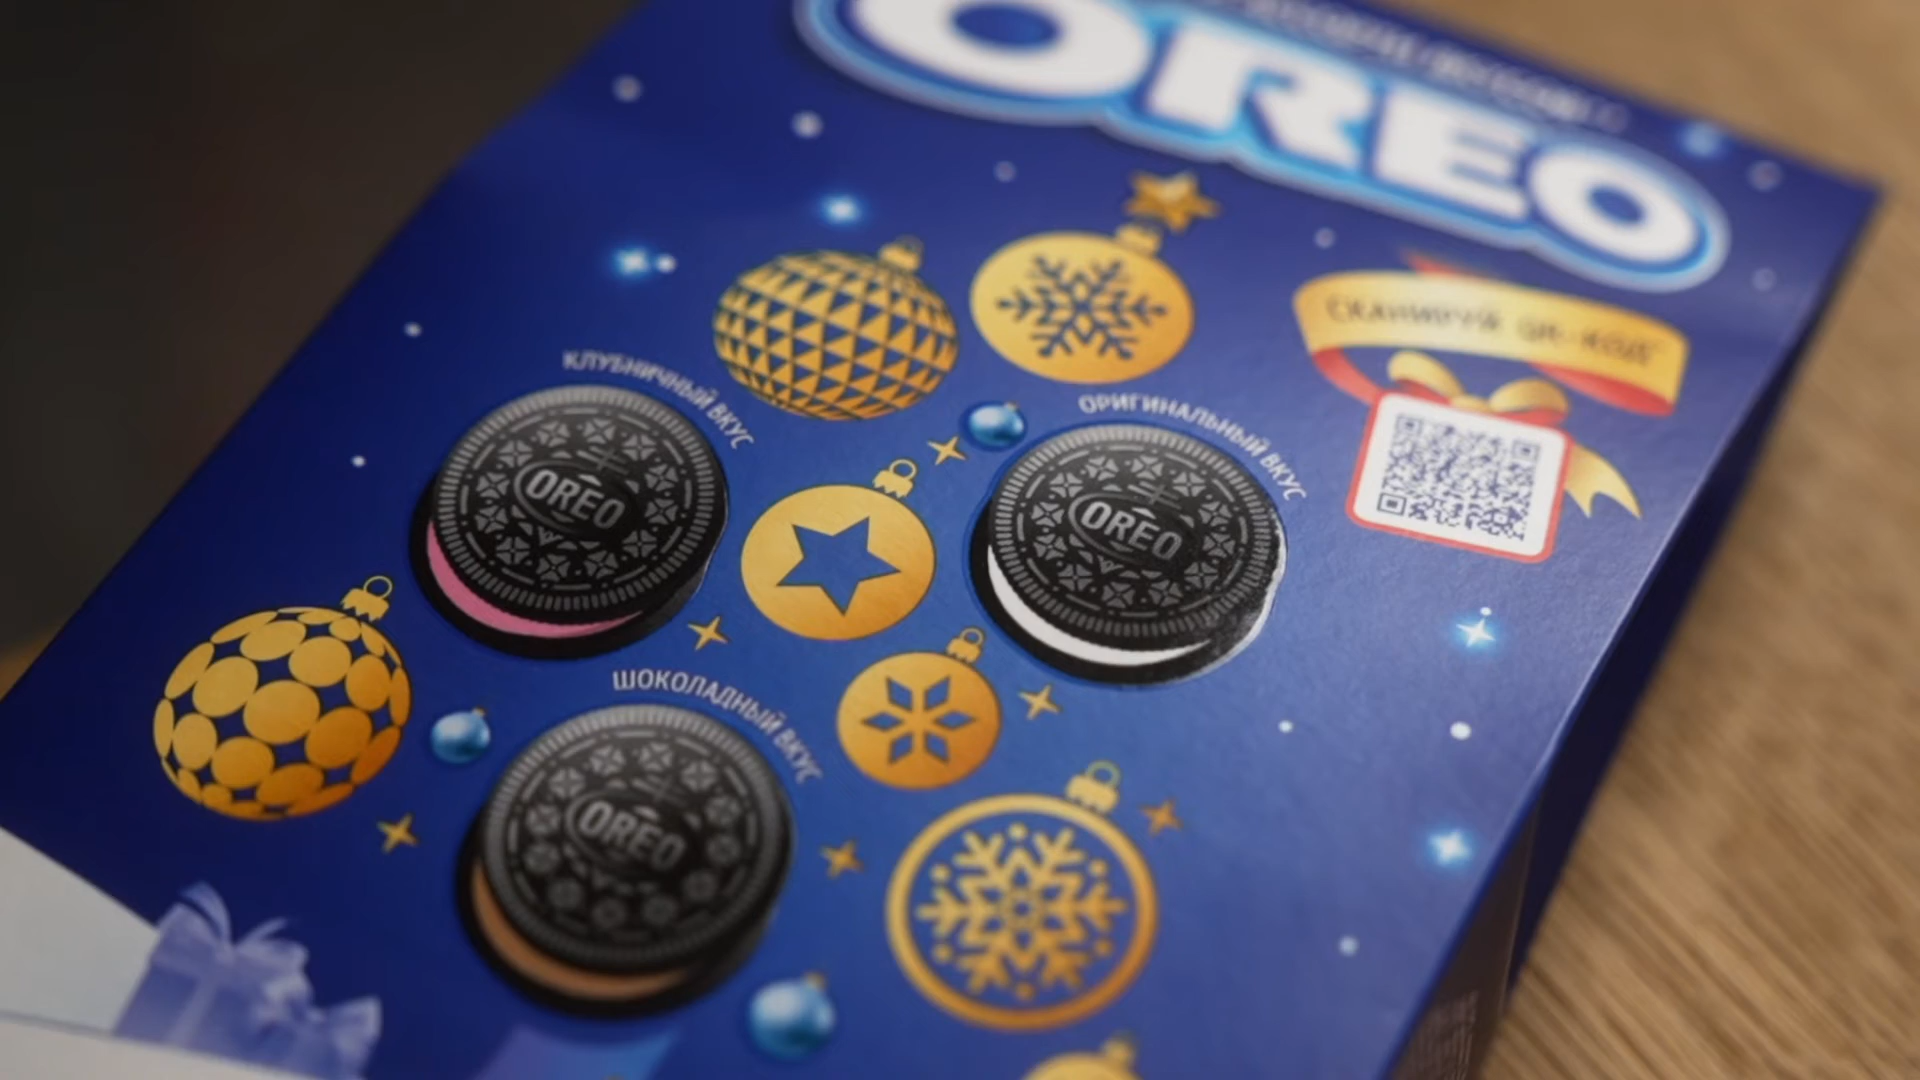 OREO
СКАНИРУЙ QR-КОД
КЛУБНИЧНЫЙ ВКУС
OREO
ОРИГИНАЛЬНЫЙ ВКУС
OREO
ШОКОЛАДНЫЙ ВКУС
OREO